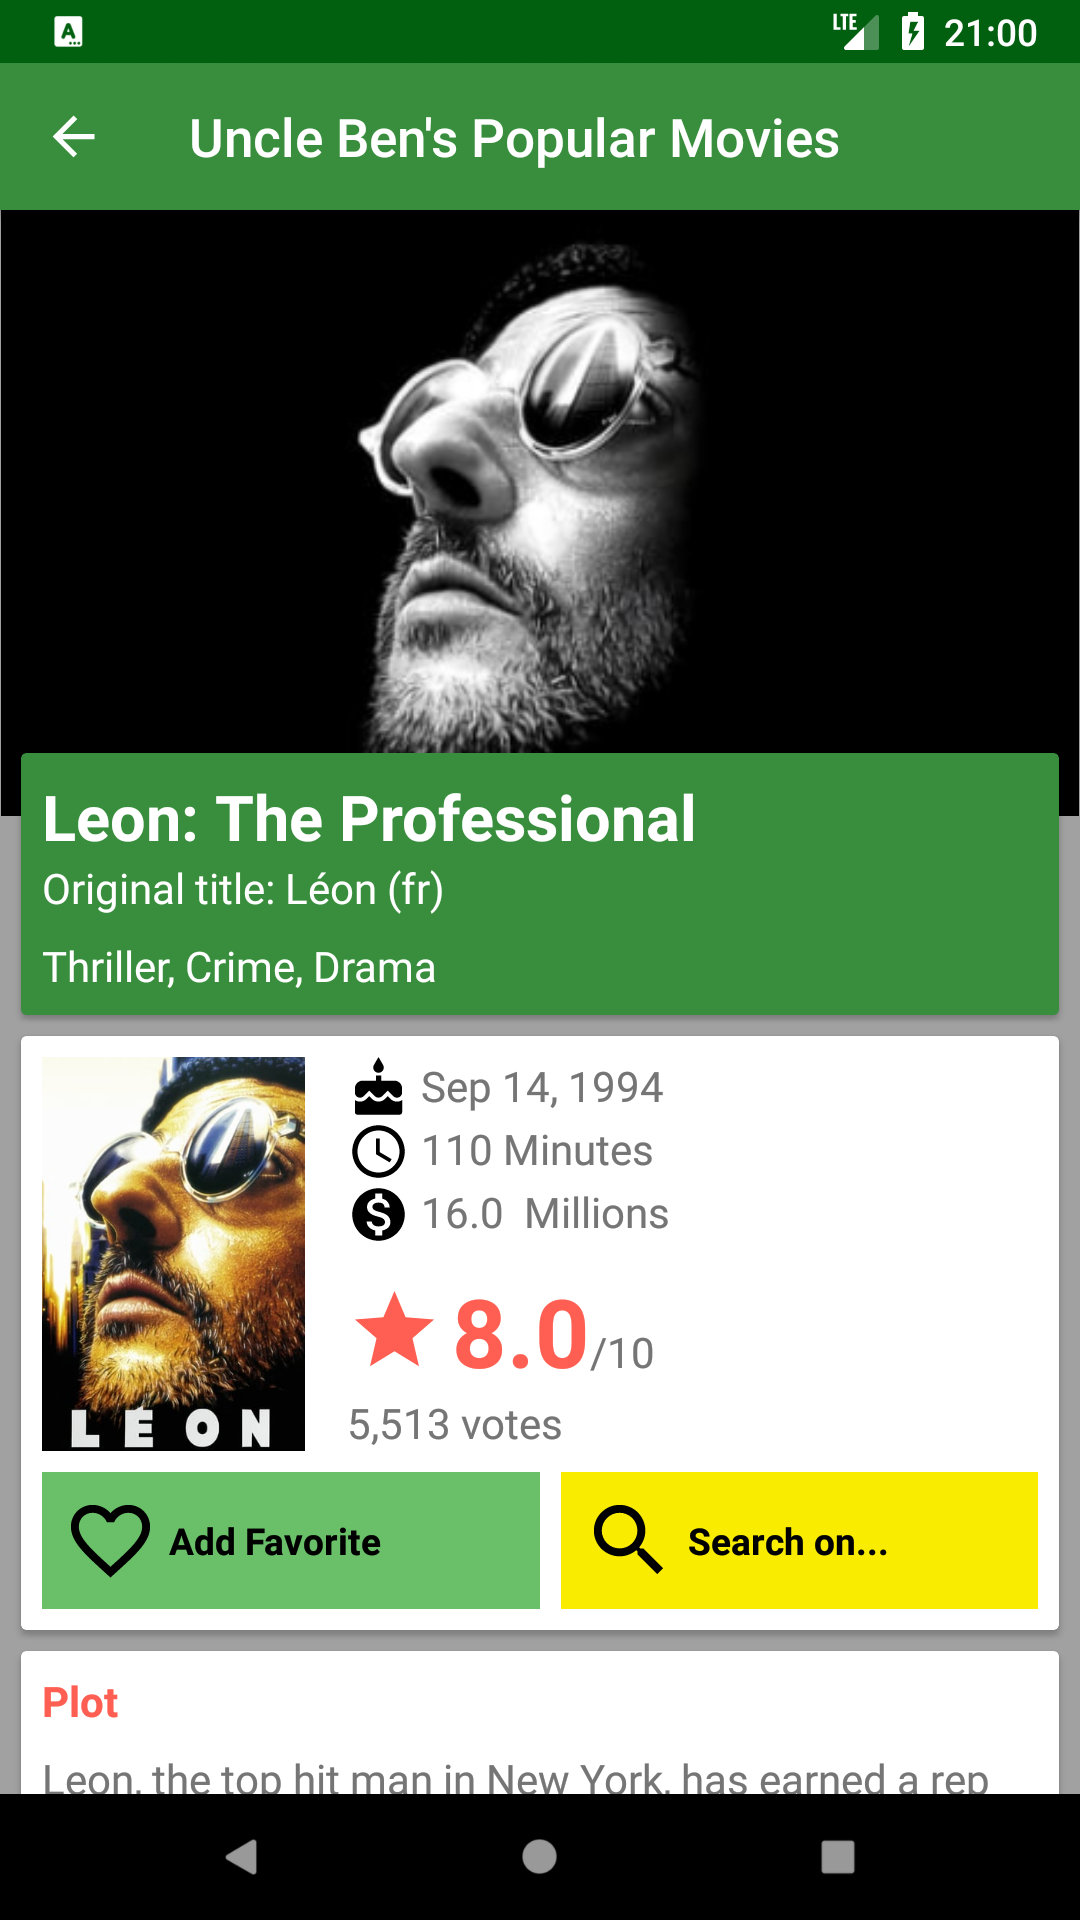 A
LTE
21:00
Uncle Ben's Popular Movies
Leon: The Professional
Original title: Léon (fr)
Thriller, Crime, Drama
LÉON
Sep 14, 1994
110 Minutes
$ 16.0 Millions
8.0/10
5,513 votes
Add Favorite
Search on...
Plot
Leon, the top hit man in New York, has earned a rep